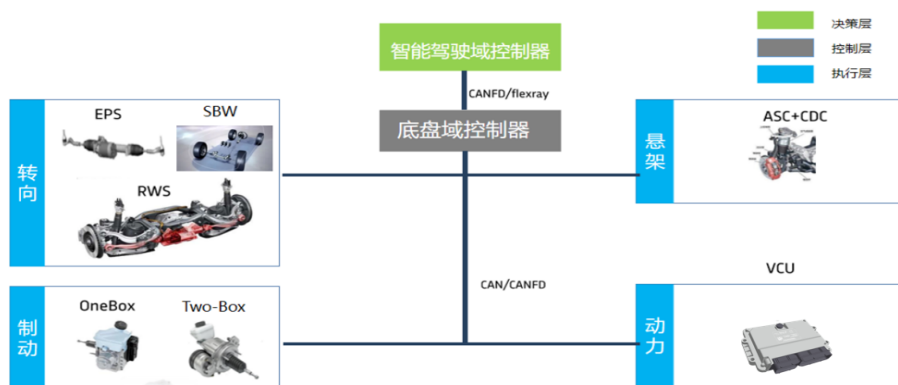 智能驾驶域控制器
决策层
控制层
执行层
CANFD/flexray
底盘域控制器
转向
EPS
SBW
RWS
悬架
ASC+CDC
CAN/CANFD
制动
OneBox
Two-Box
动力
VCU